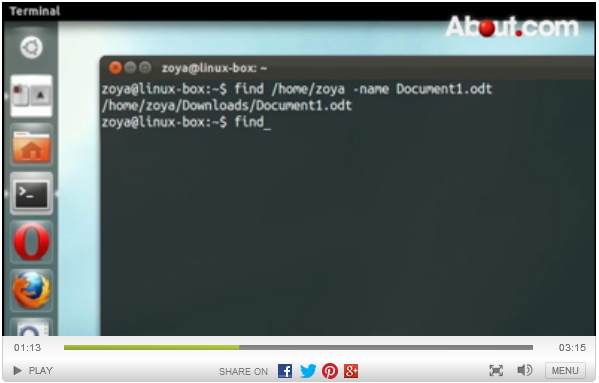 Terminal
About.com
zoya@linux-box: ~
zoya@linux-box:~$ find /home/zoya -name Document1.odt
/home/zoya/Downloads/Document1.odt
zoya@linux-box:~$ find_
01:13
03:15
PLAY
SHARE ON
MENU